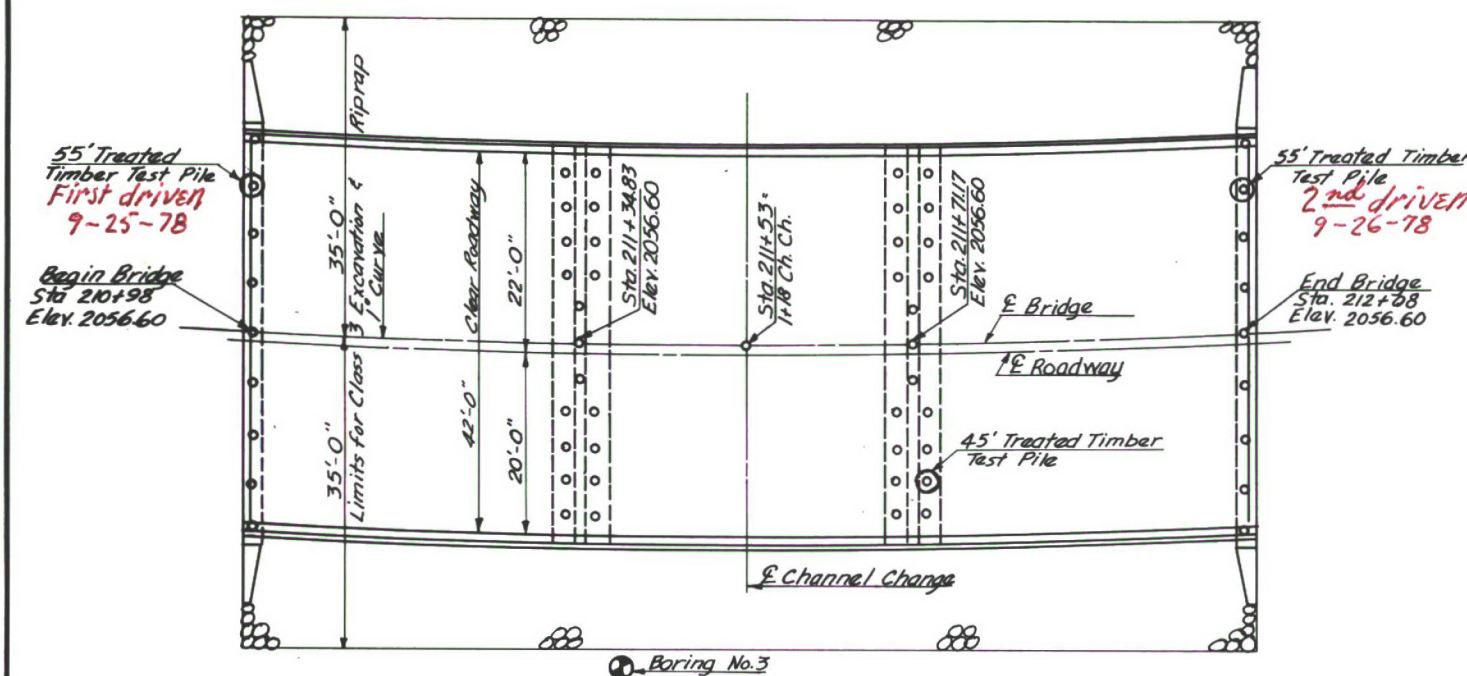 55' Treated
Timber Test Pile
First driven
9-25-78
Begin Bridge
Sta 210+98
Elev. 2056.60
35'-0"
35'-0"
Limits for Class 3 Excavation & Riprap
1° Curve
Clear Roadway
42'-0"
22'-0"
20'-0"
Sta. 211+34.83
Elev. 2056.60
Sta. 211+53=
1+18 Ch. Ch.
Sta. 211+71.17
Elev. 2056.60
℄ Bridge
℄ Roadway
55' Treated Timber
Test Pile
2nd driven
9-26-78
End Bridge
Sta. 212+08
Elev. 2056.60
45' Treated Timber
Test Pile
℄ Channel Change
Boring No.3